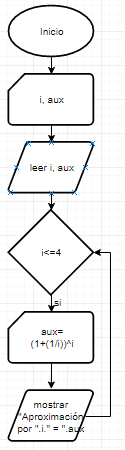 Inicio
i, aux
leer i, aux
i<=4
si
aux=
(1+(1/i))^i
mostrar
"Aproximación
por ".i." = ".aux